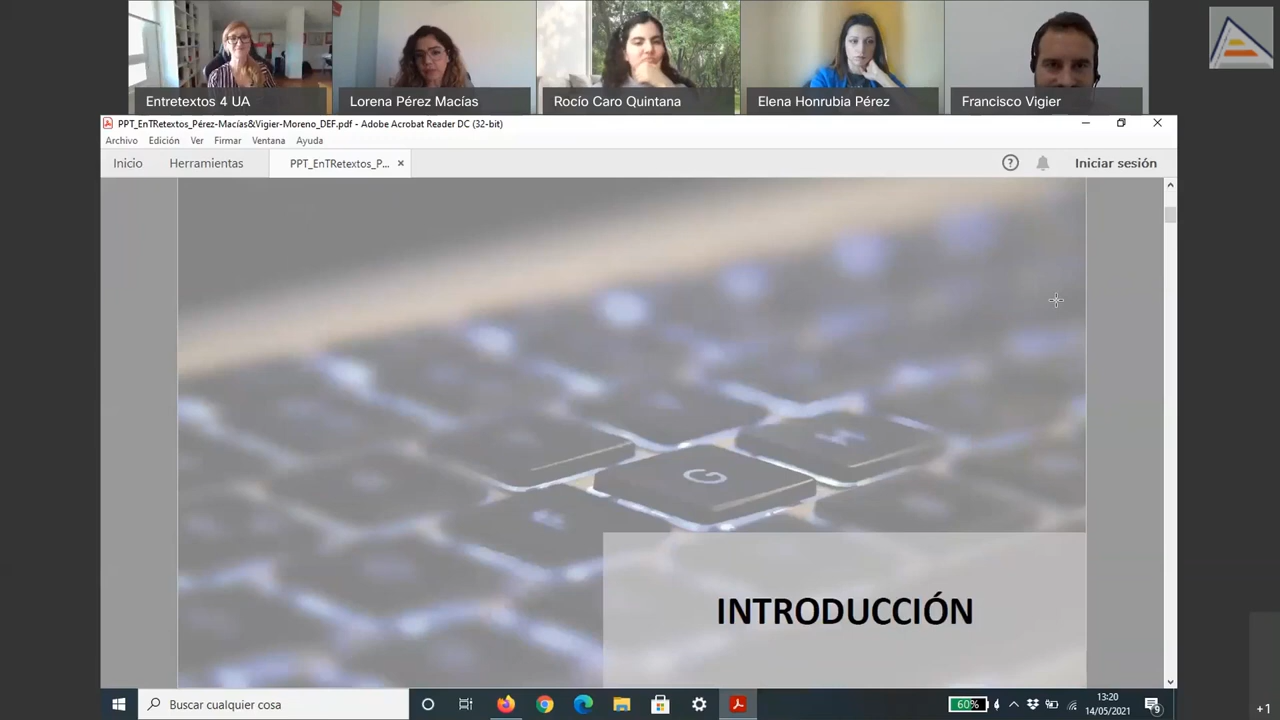 Entretextos 4 UA
Lorena Pérez Macías
Rocío Caro Quintana
Elena Honrubia Pérez
Francisco Vigier
PPT_EnTRetextos_Pérez-Macías&Vigier-Moreno_DEF.pdf - Adobe Acrobat Reader DC (32-bit)
Archivo Edición Ver Firmar Ventana Ayuda
Inicio Herramientas PPT_EnTRetextos_P... × ? Iniciar sesión
H
G
INTRODUCCIÓN
Buscar cualquier cosa
60%
13:20
14/05/2021
9
+1